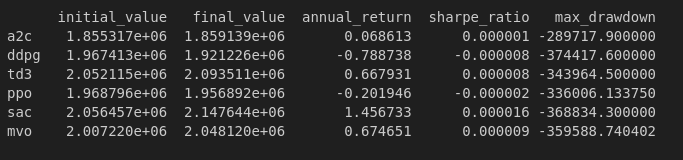 initial_value final_value annual_return sharpe_ratio max_drawdown
a2c 1.855317e+06 1.859139e+06 0.068613 0.000001 -289717.900000
ddpg 1.967413e+06 1.921226e+06 -0.788738 -0.000008 -374417.600000
td3 2.052115e+06 2.093511e+06 0.667931 0.000008 -343964.500000
ppo 1.968796e+06 1.956892e+06 -0.201946 -0.000002 -336006.133750
sac 2.056457e+06 2.147644e+06 1.456733 0.000016 -368834.300000
mvo 2.007220e+06 2.048120e+06 0.674651 0.000009 -359588.740402